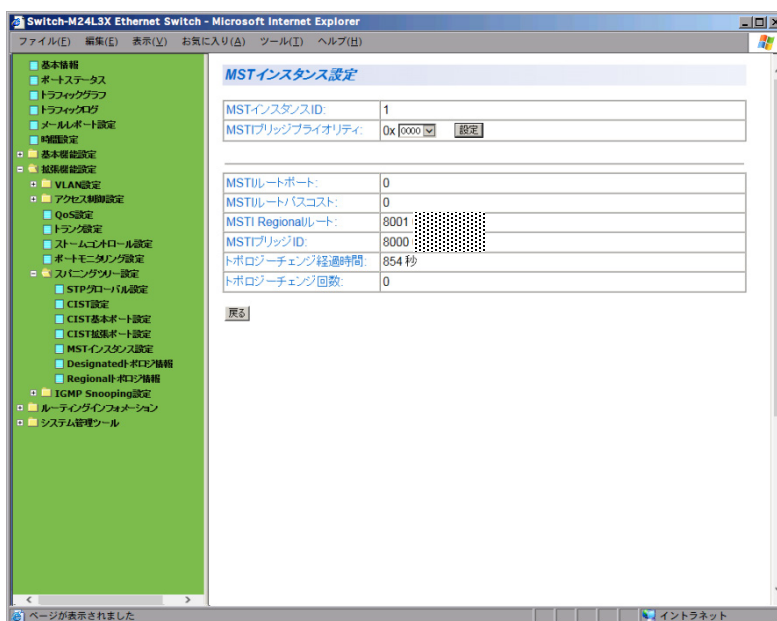 Switch-M24L3X Ethernet Switch - Microsoft Internet Explorer
ファイル(F) 編集(E) 表示(V) お気に入り(A) ツール(T) ヘルプ(H)
基本情報
ポートステータス
トラフィックグラフ
トラフィックログ
メールレポート設定
時間設定
基本機能設定
拡張機能設定
VLAN設定
アクセス制御設定
QoS設定
トランク設定
ストームコントロール設定
ポートモニタリング設定
スパニングツリー設定
STPグローバル設定
CIST設定
CIST基本ポート設定
CIST拡張ポート設定
MSTインスタンス設定
Designatedトポロジ情報
Regionalトポロジ情報
IGMP Snooping設定
ルーティングインフォメーション
システム管理ツール
MSTインスタンス設定
MSTインスタンスID: 1
MSTIブリッジプライオリティ: 0x 0000 設定
MSTIルートポート: 0
MSTIルートパスコスト: 0
MSTI Regionalルート: 8001
MSTIブリッジID: 8000
トポロジーチェンジ経過時間: 854 秒
トポロジーチェンジ回数: 0
戻る
ページが表示されました
イントラネット